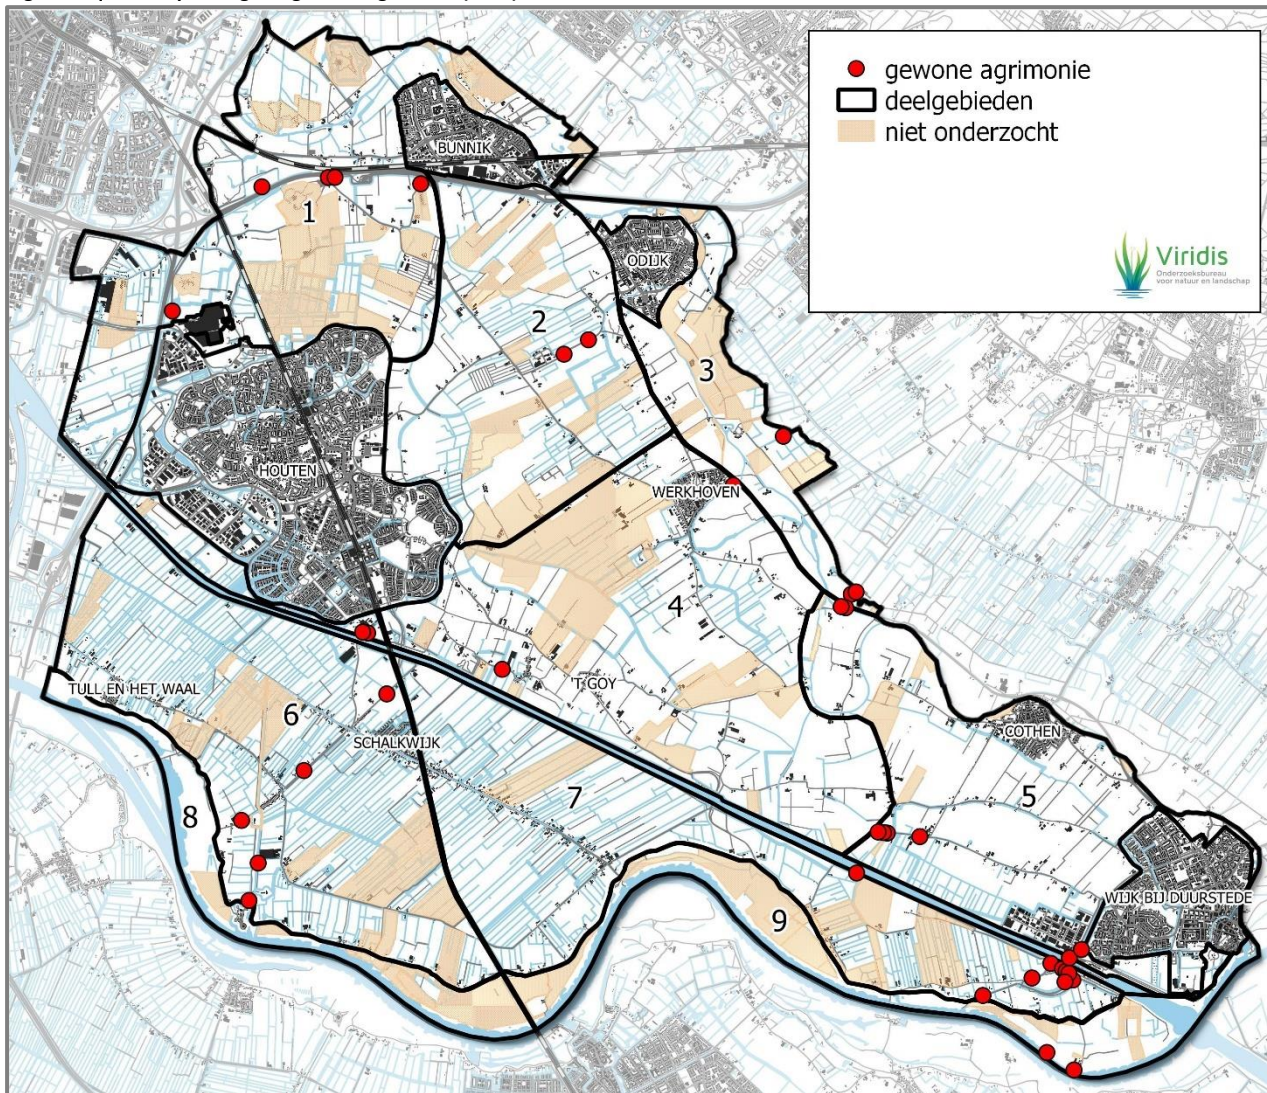 gewone agrimonie
deelgebieden
niet onderzocht
Viridis
Onderzoeksbureau
voor natuur en landschap
BUNNIK
1
ODIJK
2
3
HOUTEN
WERKHOVEN
4
TULL EN HET WAAL
'T GOY
6
SCHALKWIJK
COTHEN
5
7
8
WIJK BIJ DUURSTEDE
9